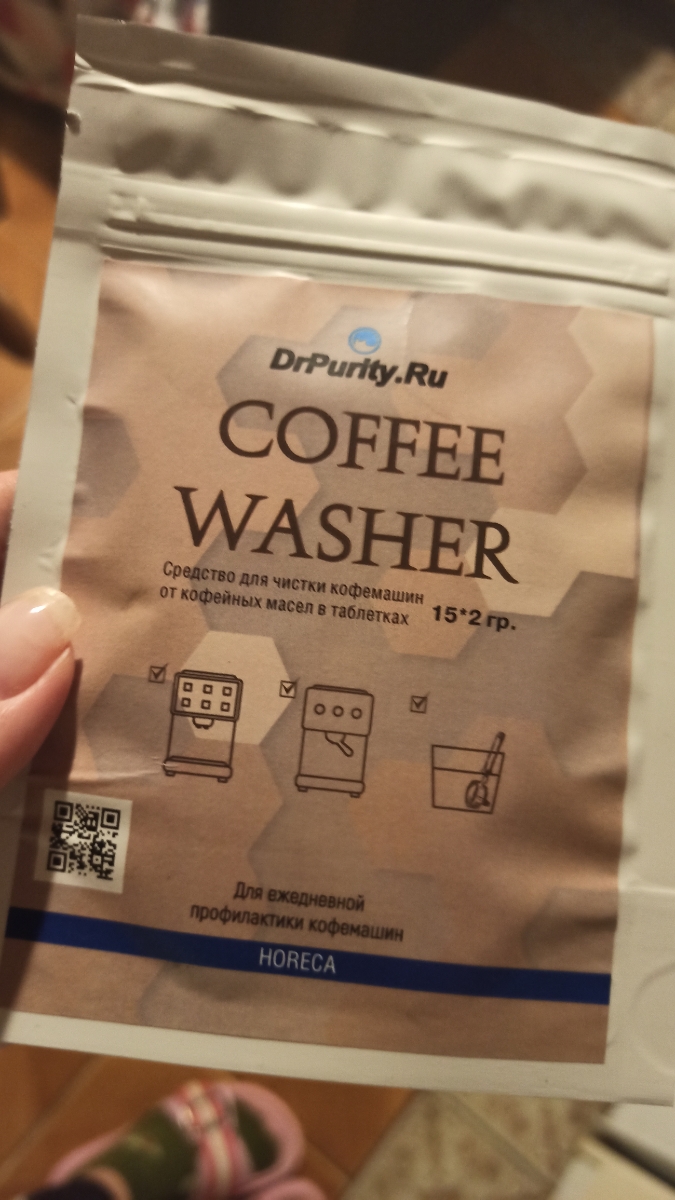 DrPurity.Ru
COFFEE
WASHER
Средство для чистки кофемашин
от кофейных масел в таблетках 15*2 гр.
Для ежедневной
профилактики кофемашин
HORECA